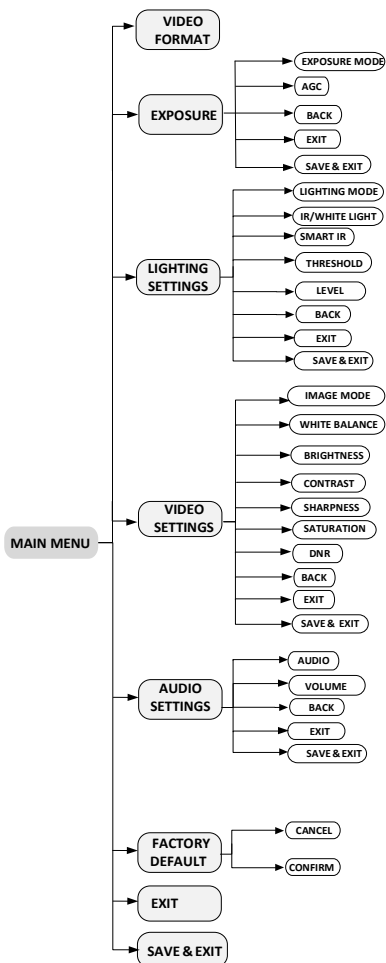 VIDEO
FORMAT
EXPOSURE
EXPOSURE MODE
AGC
BACK
EXIT
SAVE & EXIT
LIGHTING
SETTINGS
LIGHTING MODE
IR/WHITE LIGHT
SMART IR
THRESHOLD
LEVEL
BACK
EXIT
SAVE & EXIT
MAIN MENU
VIDEO
SETTINGS
IMAGE MODE
WHITE BALANCE
BRIGHTNESS
CONTRAST
SHARPNESS
SATURATION
DNR
BACK
EXIT
SAVE & EXIT
AUDIO
SETTINGS
AUDIO
VOLUME
BACK
EXIT
SAVE & EXIT
FACTORY
DEFAULT
CANCEL
CONFIRM
EXIT
SAVE & EXIT